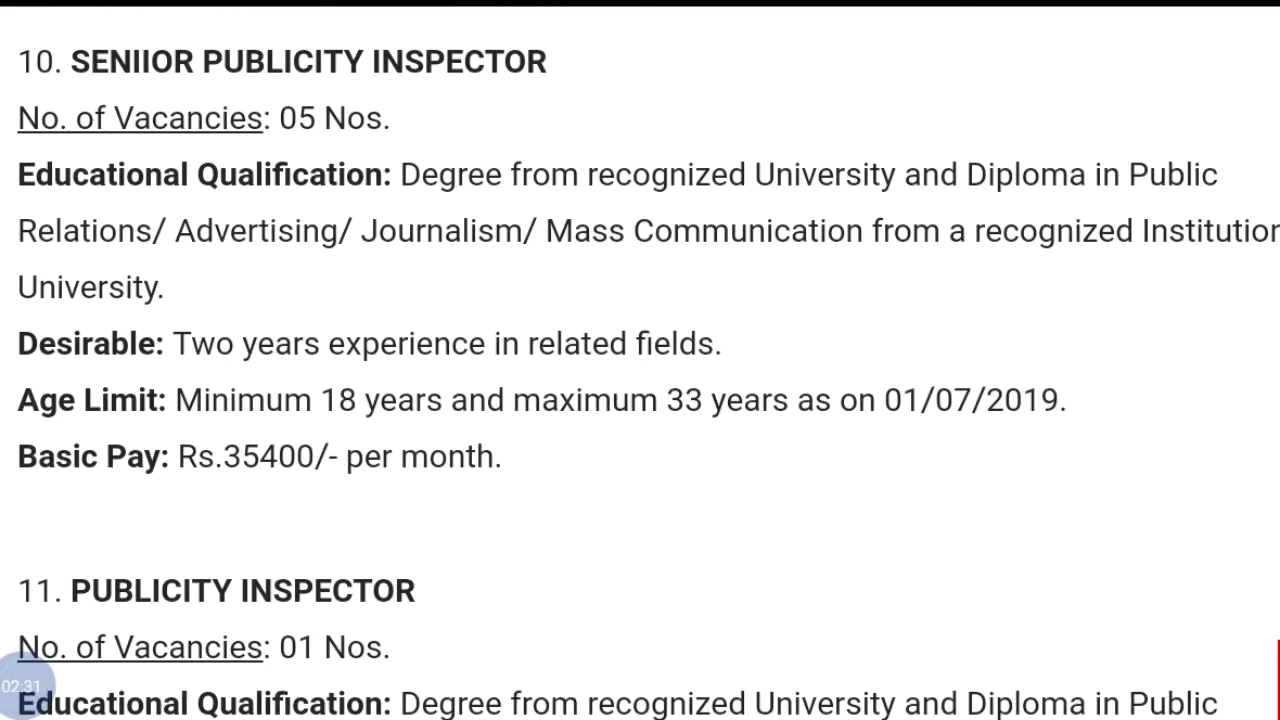 10. SENIIOR PUBLICITY INSPECTOR
No. of Vacancies: 05 Nos.
Educational Qualification: Degree from recognized University and Diploma in Public
Relations/ Advertising/ Journalism/ Mass Communication from a recognized Institution
University.
Desirable: Two years experience in related fields.
Age Limit: Minimum 18 years and maximum 33 years as on 01/07/2019.
Basic Pay: Rs.35400/- per month.
11. PUBLICITY INSPECTOR
No. of Vacancies: 01 Nos.
02:31
Educational Qualification: Degree from recognized University and Diploma in Public